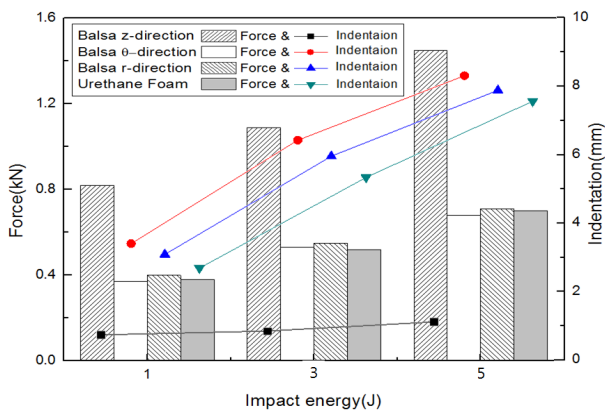 1.6
1.2
0.8
0.4
0.0
Force(kN)
Balsa z-direction Force & Indentaion
Balsa θ-direction Force & Indentaion
Balsa r-direction Force & Indentaion
Urethane Foam Force & Indentaion
10
8
6
4
2
0
Indentation(mm)
1 3 5
Impact energy(J)